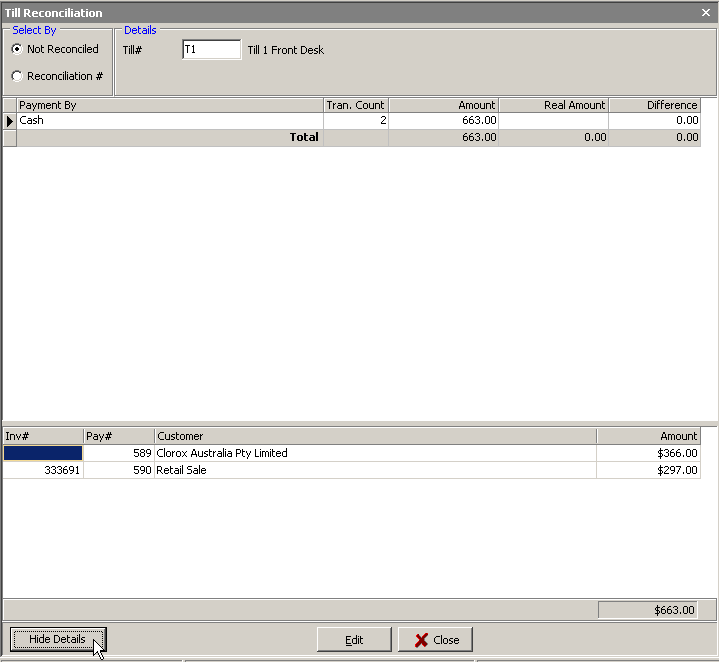 Till Reconciliation
Select By Details
Not Reconciled Till# T1 Till 1 Front Desk
Reconciliation #
Payment By Tran. Count Amount Real Amount Difference
Cash 2 663.00 0.00
Total 663.00 0.00 0.00
Inv# Pay# Customer Amount
589 Clorox Australia Pty Limited $366.00
333691 590 Retail Sale $297.00
$663.00
Hide Details Edit Close